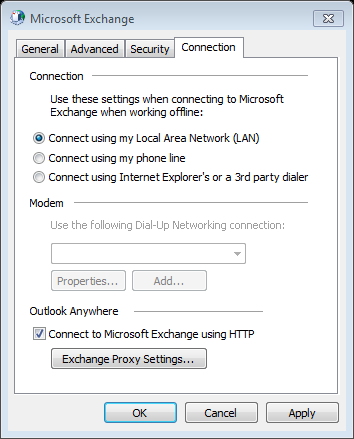 Microsoft Exchange
General Advanced Security Connection
Connection
Use these settings when connecting to Microsoft
Exchange when working offline:
Connect using my Local Area Network (LAN)
Connect using my phone line
Connect using Internet Explorer's or a 3rd party dialer
Modem
Use the following Dial-Up Networking connection:
Properties... Add...
Outlook Anywhere
Connect to Microsoft Exchange using HTTP
Exchange Proxy Settings...
OK Cancel Apply